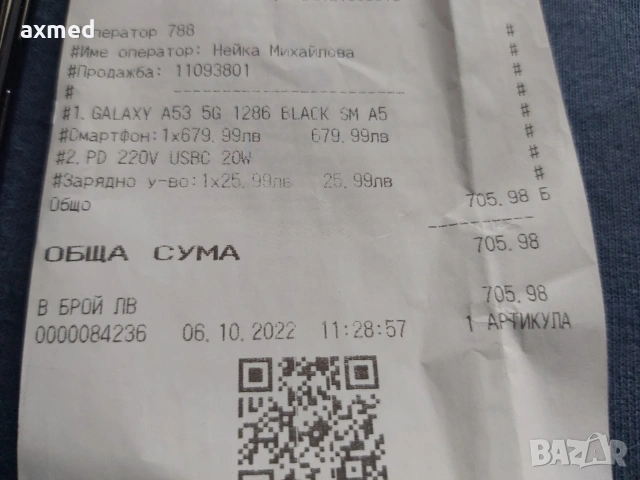 axmed
Оператор 788 #
#Име оператор: Нейка Михайлова #
#Продажба: 11093801 #
# -------------------- #
#1. GALAXY A53 5G 1286 BLACK SM A5 #
#Смартфон:1x679.99лв 679.99лв #
#2. PD 220V USBC 20W #
#Зарядно у-во:1x25.99лв 25.99лв #
Общо 705.98 Б
ОБЩА СУМА 705.98
В БРОЙ ЛВ 705.98
0000084236 06.10.2022 11:28:57 1 АРТИКУЛА
BAZAR